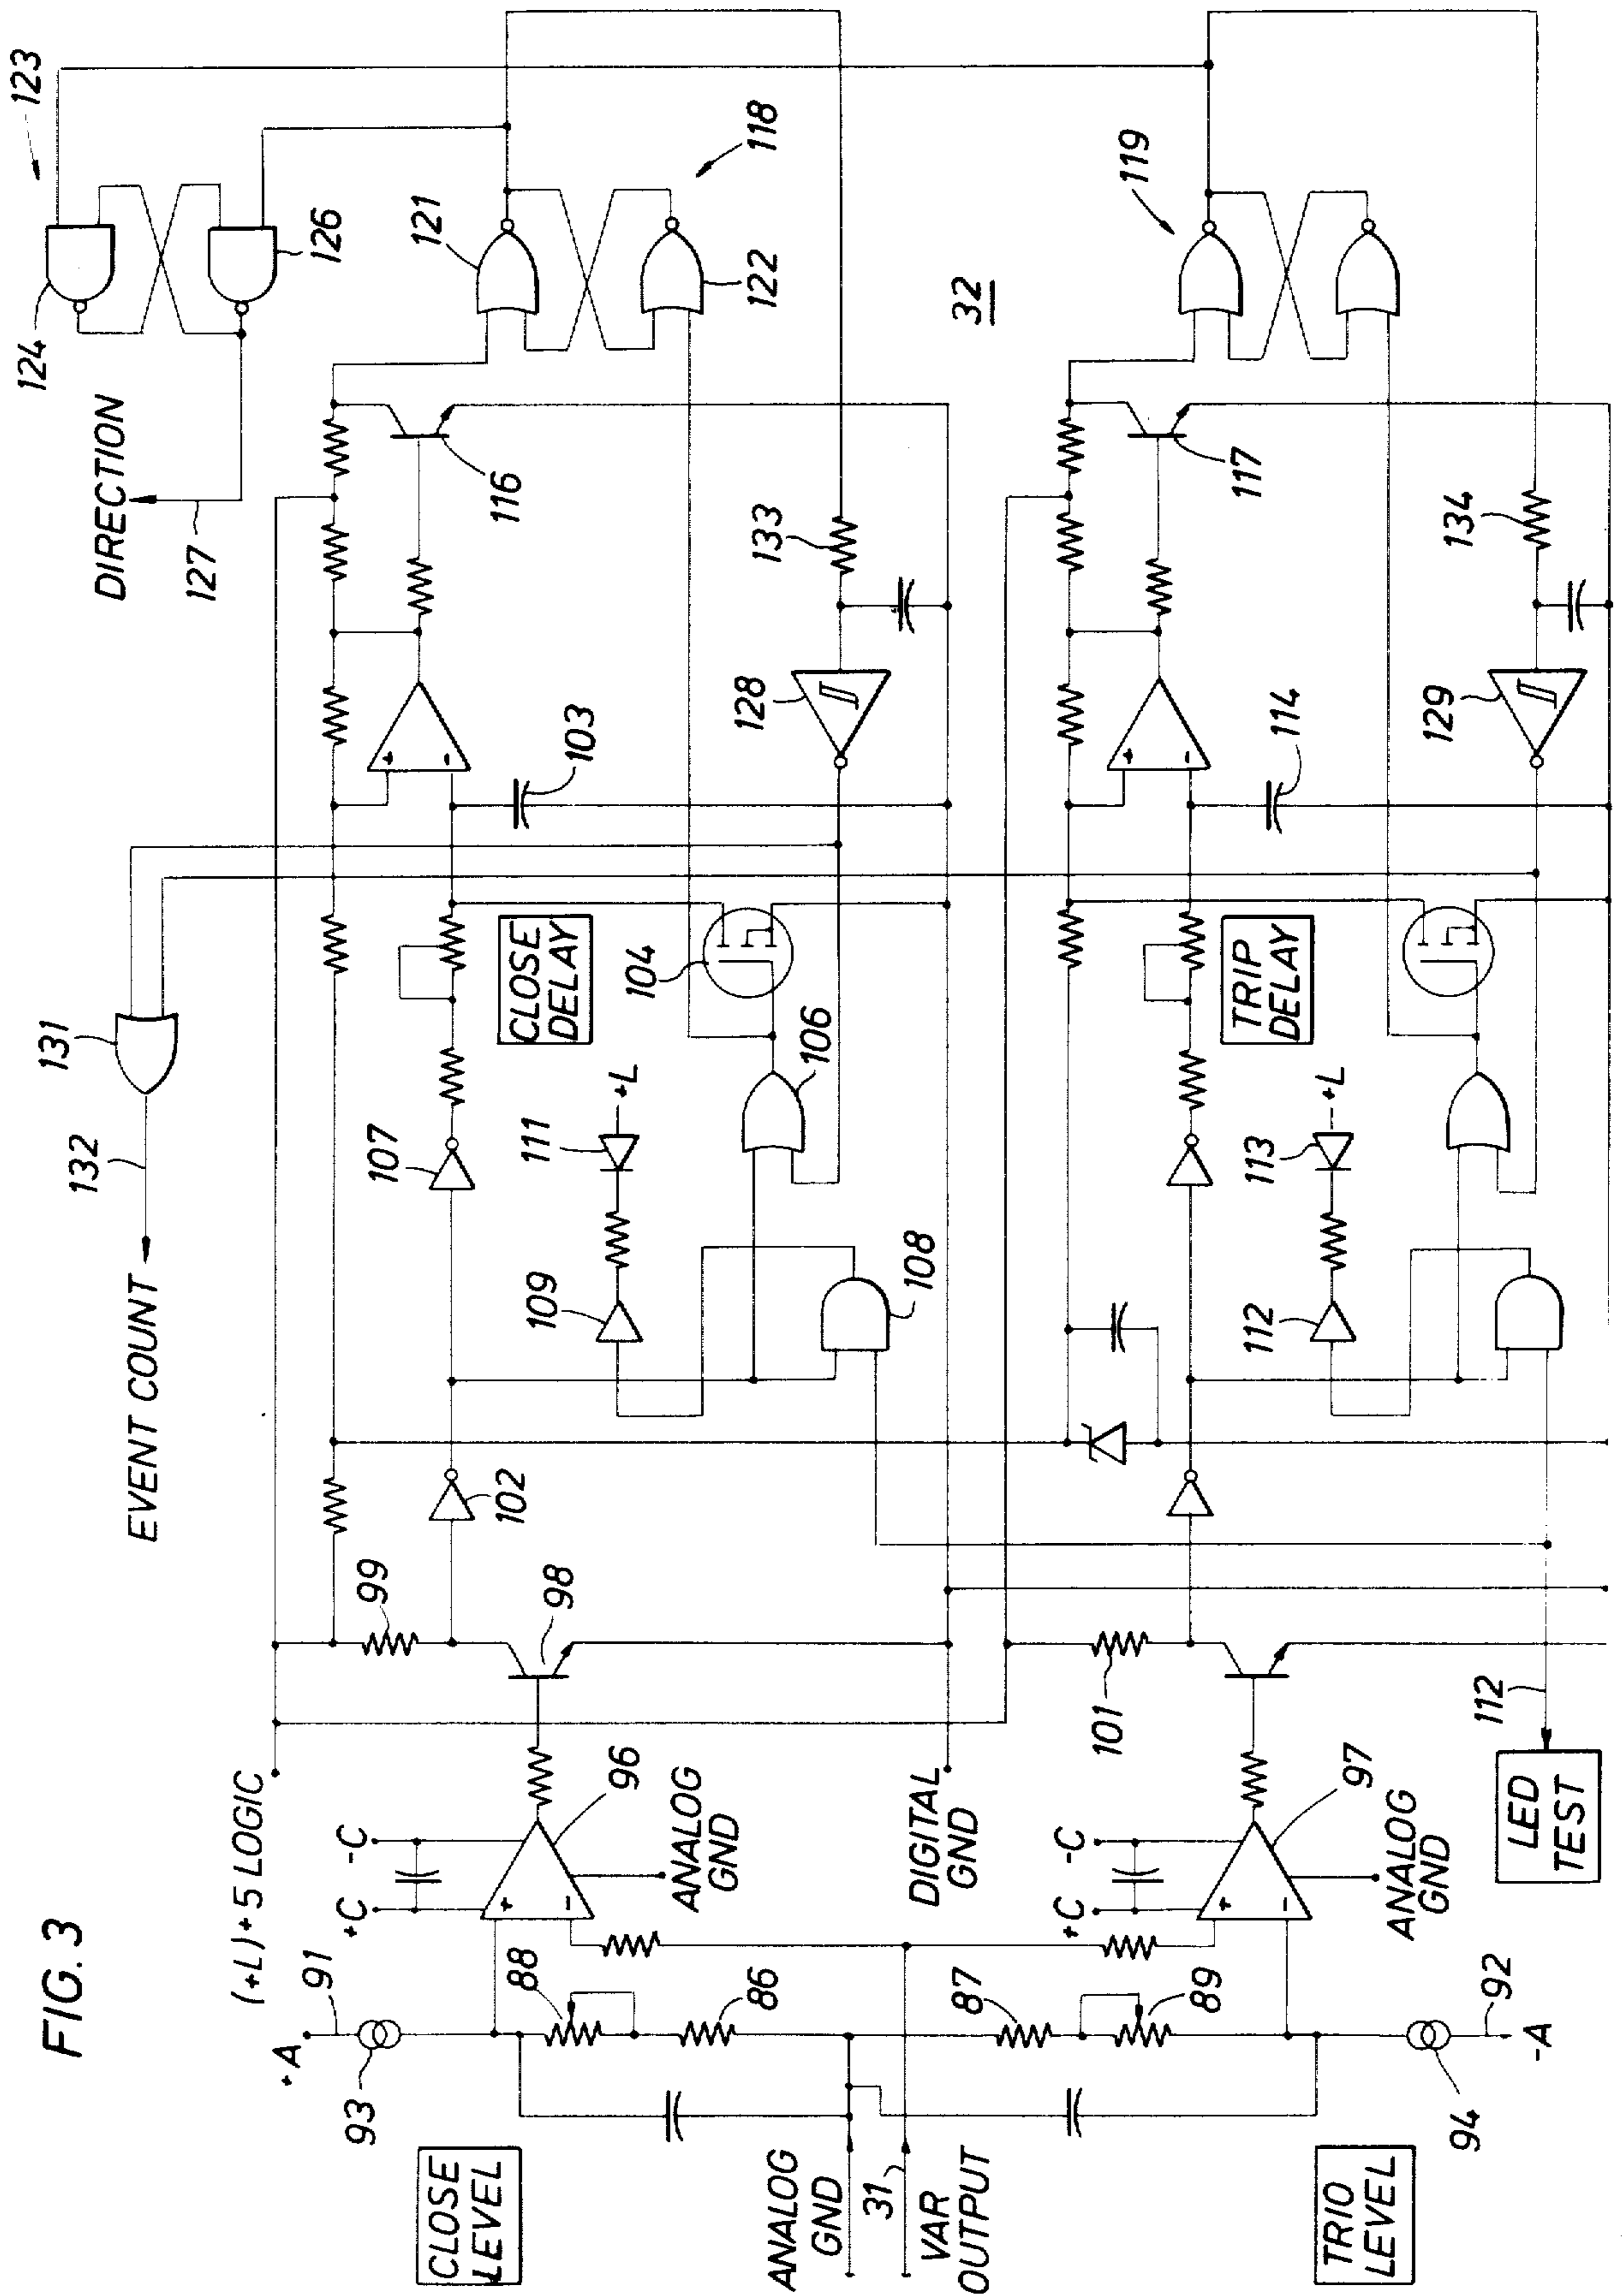 FIG. 3
+A
91
93
CLOSE
LEVEL
88
86
ANALOG
GND
31
VAR
OUTPUT
87
89
TRIO
LEVEL
94
92
-A
(+L)+5 LOGIC
+C
-C
96
ANALOG
GND
DIGITAL
GND
+C
-C
97
ANALOG
GND
LED
TEST
112
99
98
101
102
EVENT COUNT
132
131
107
109
111
+L
108
106
CLOSE
DELAY
104
103
112
113
+L
TRIP
DELAY
114
DIRECTION
127
116
128
133
117
129
134
32
123
124
126
121
122
118
119
+
-
+
-
+
-
+
-